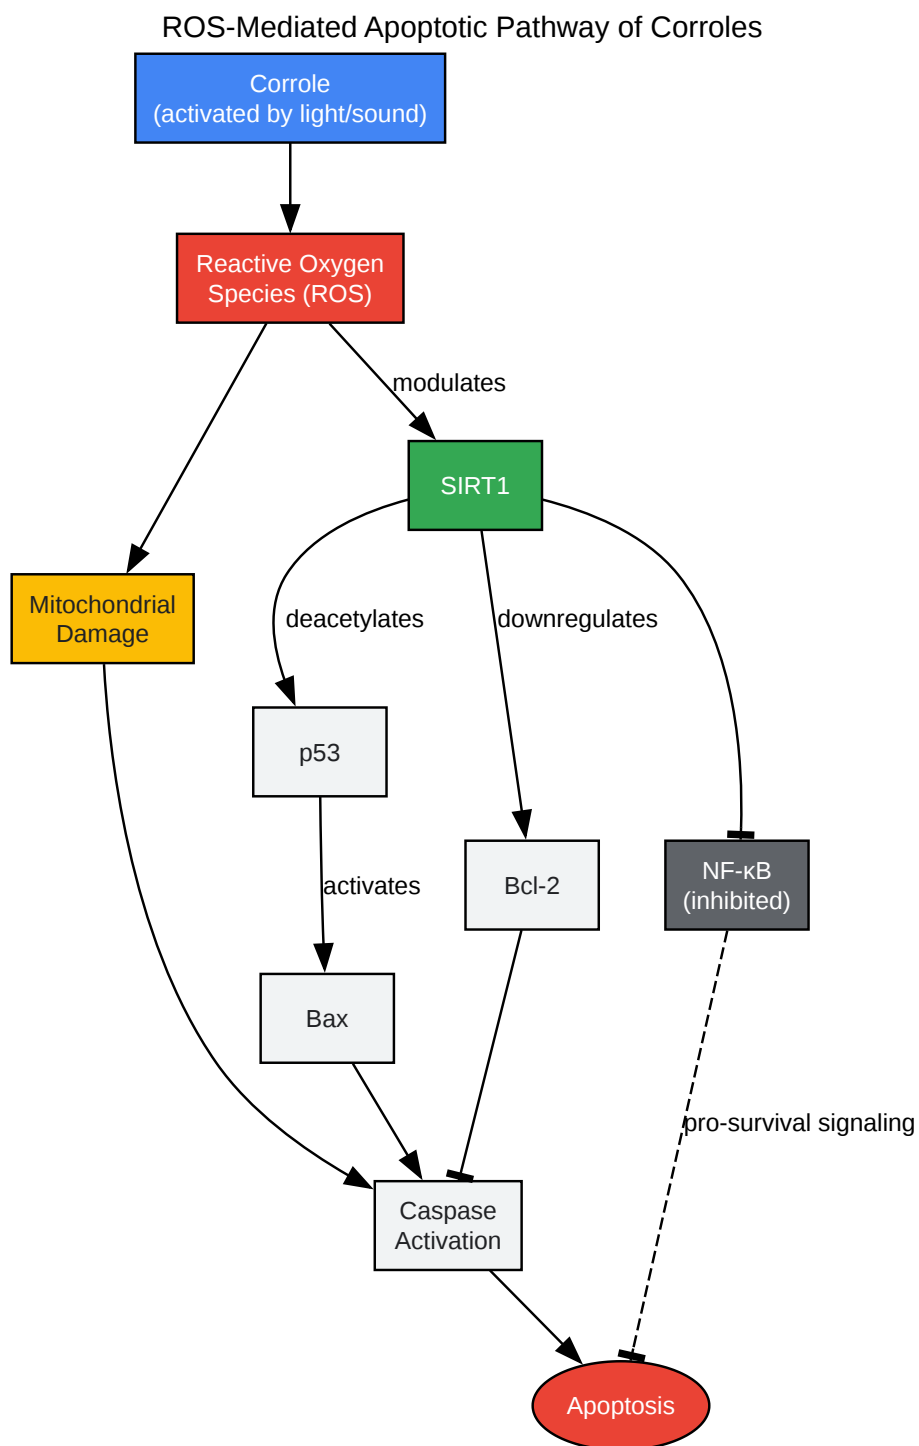 ROS-Mediated Apoptotic Pathway of Corroles
Corrole
(activated by light/sound)
Reactive Oxygen
Species (ROS)
modulates
SIRT1
Mitochondrial
Damage
deacetylates
downregulates
p53
activates
Bcl-2
NF-κB
(inhibited)
Bax
pro-survival signaling
Caspase
Activation
Apoptosis